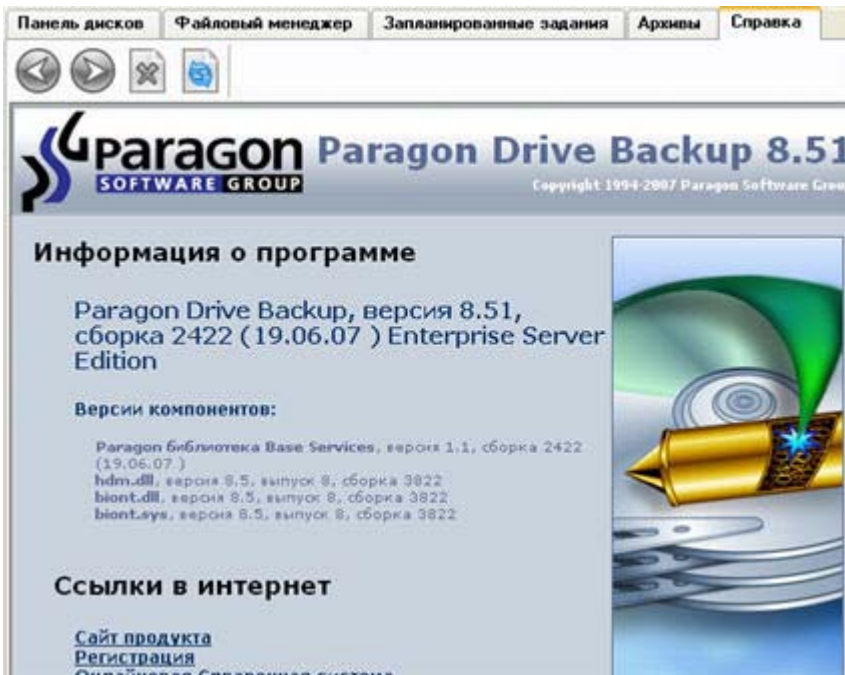 Панель дисков Файловый менеджер Запланированные задания Архивы Справка
PARAGON
SOFTWARE GROUP
Paragon Drive Backup 8.51
Copyright 1994-2007 Paragon Software
Информация о программе
Paragon Drive Backup, версия 8.51,
сборка 2422 (19.06.07 ) Enterprise Server
Edition
Версии компонентов:
Paragon библиотека Base Services, версия 1.1, сборка 2422
(19.06.07 )
hdm.dll, версия 8.5, выпуск 8, сборка 3822
biont.dll, версия 8.5, выпуск 8, сборка 3822
biont.sys, версия 8.5, выпуск 8, сборка 3822
Ссылки в интернет
Сайт продукта
Регистрация
Онлайновая Справочная система